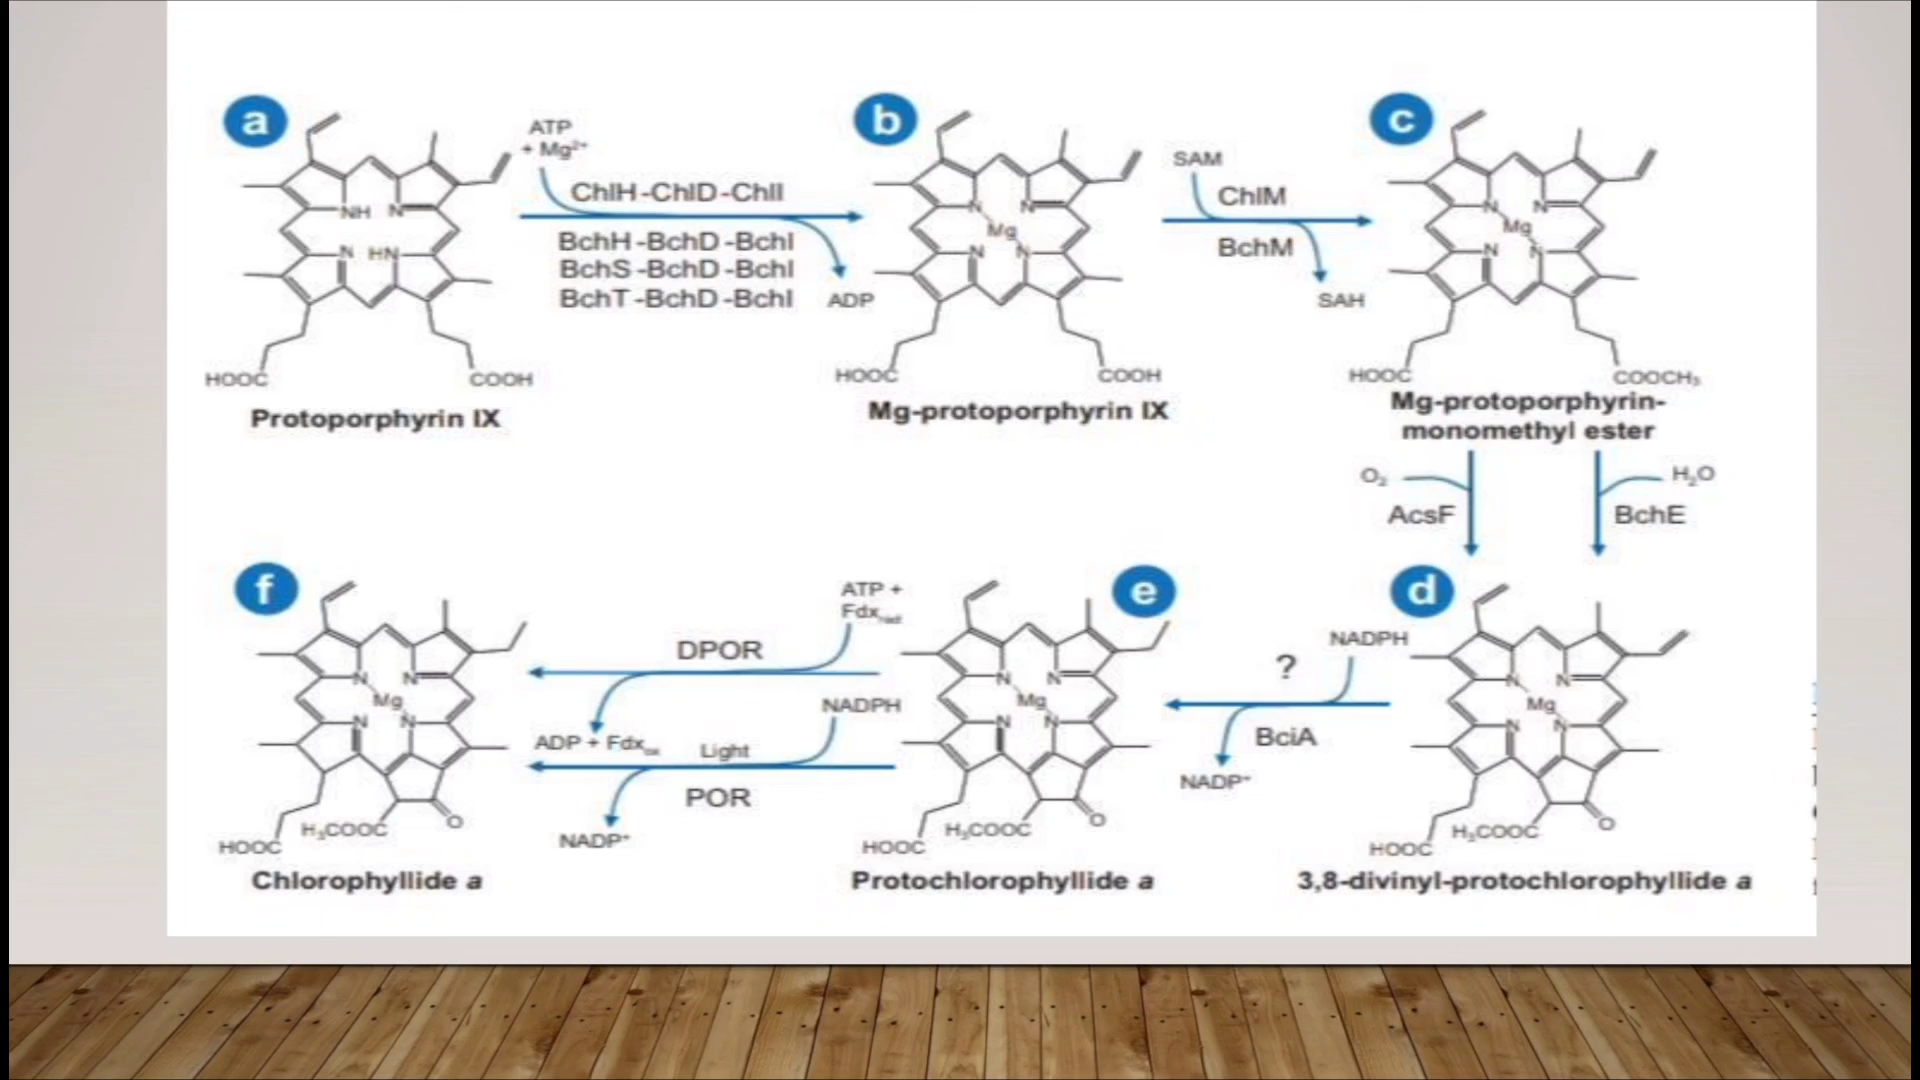 a
ATP
+ Mg²⁺
ChlH-ChlD-ChlI
BchH-BchD-BchI
BchS-BchD-BchI
BchT-BchD-BchI
ADP
NH N
N HN
HOOC
COOH
Protoporphyrin IX
b
N N
Mg
N N
HOOC
COOH
Mg-protoporphyrin IX
SAM
ChlM
BchM
SAH
c
N N
Mg
N N
HOOC
COOCH₃
Mg-protoporphyrin-
monomethyl ester
O₂
AcsF
H₂O
BchE
d
N N
Mg
N N
H₃COOC
O
HOOC
3,8-divinyl-protochlorophyllide a
NADPH
?
BciA
NADP⁺
e
N N
Mg
N N
H₃COOC
O
HOOC
Protochlorophyllide a
ATP +
Fdxred
DPOR
ADP + Fdxox
NADPH
Light
POR
NADP⁺
f
N N
Mg
N N
H₃COOC
O
HOOC
Chlorophyllide a